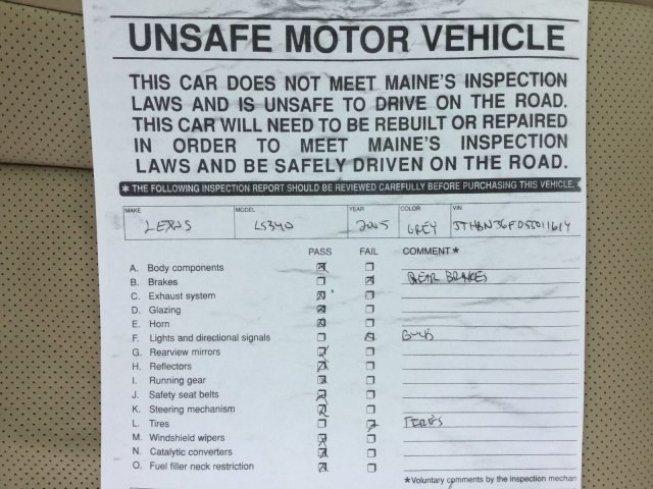 UNSAFE MOTOR VEHICLE
THIS CAR DOES NOT MEET MAINE'S INSPECTION
LAWS AND IS UNSAFE TO DRIVE ON THE ROAD.
THIS CAR WILL NEED TO BE REBUILT OR REPAIRED
IN ORDER TO MEET MAINE'S INSPECTION
LAWS AND BE SAFELY DRIVEN ON THE ROAD.
* THE FOLLOWING INSPECTION REPORT SHOULD BE REVIEWED CAREFULLY BEFORE PURCHASING THIS VEHICLE.
MAKE MODEL YEAR COLOR VIN
LEXUS 2005 GREY
PASS FAIL COMMENT *
A. Body components
B. Brakes REAR BRAKES
C. Exhaust system
D. Glazing
E. Horn
F. Lights and directional signals
G. Rearview mirrors
H. Reflectors
I. Running gear
J. Safety seat belts
K. Steering mechanism
L. Tires TIRES
M. Windshield wipers
N. Catalytic converters
O. Fuel filler neck restriction
* Voluntary comments by the inspection mechan